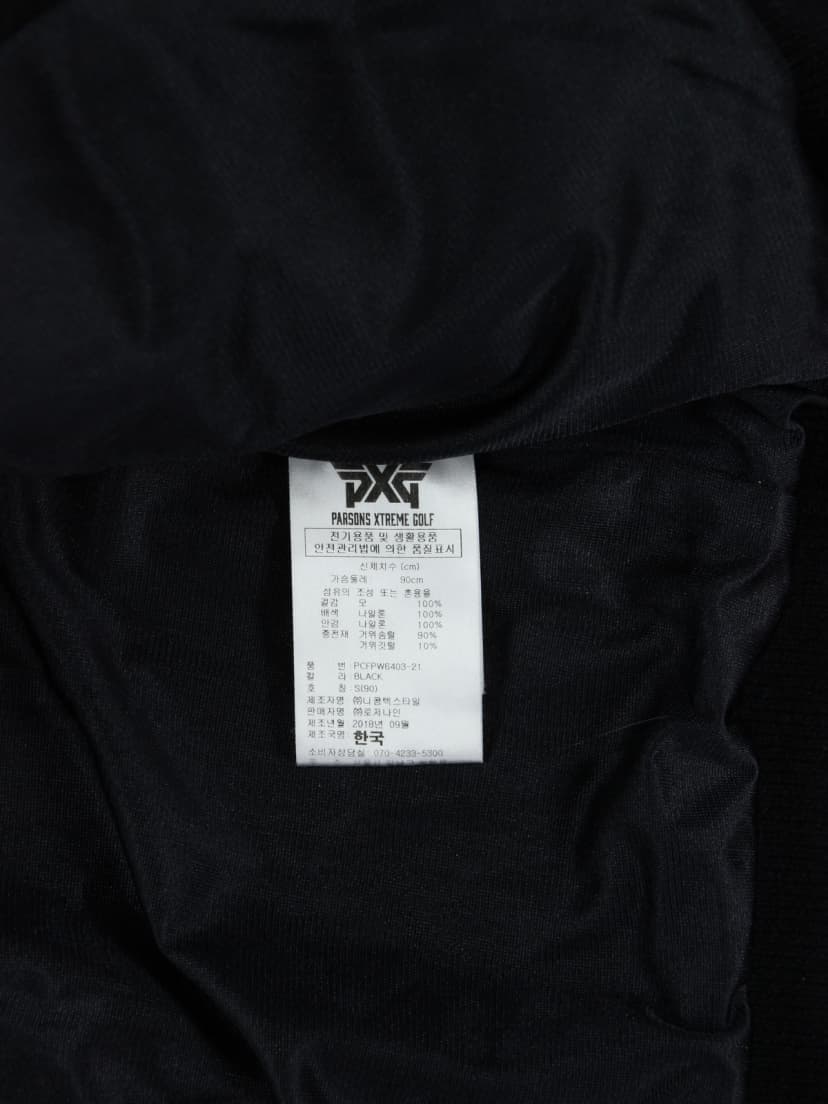 PXG
PARSONS XTREME GOLF
전기용품 및 생활용품
안전관리법에 의한 품질표시
신체치수 (cm)
가슴둘레 90cm
섬유의 조성 또는 혼용율
겉감 모 100%
배색 나일론 100%
안감 나일론 100%
충전재 거위솜털 90%
거위깃털 10%
품 번 : PCFPW6403-21
칼 라 : BLACK
호 칭 : S(90)
제조자명 : ㈜니콜텍스타일
판매자명 : ㈜로저나인
제조년월 : 2018년 09월
제조국명 : 한국
소비자상담실 : 070-4233-5300